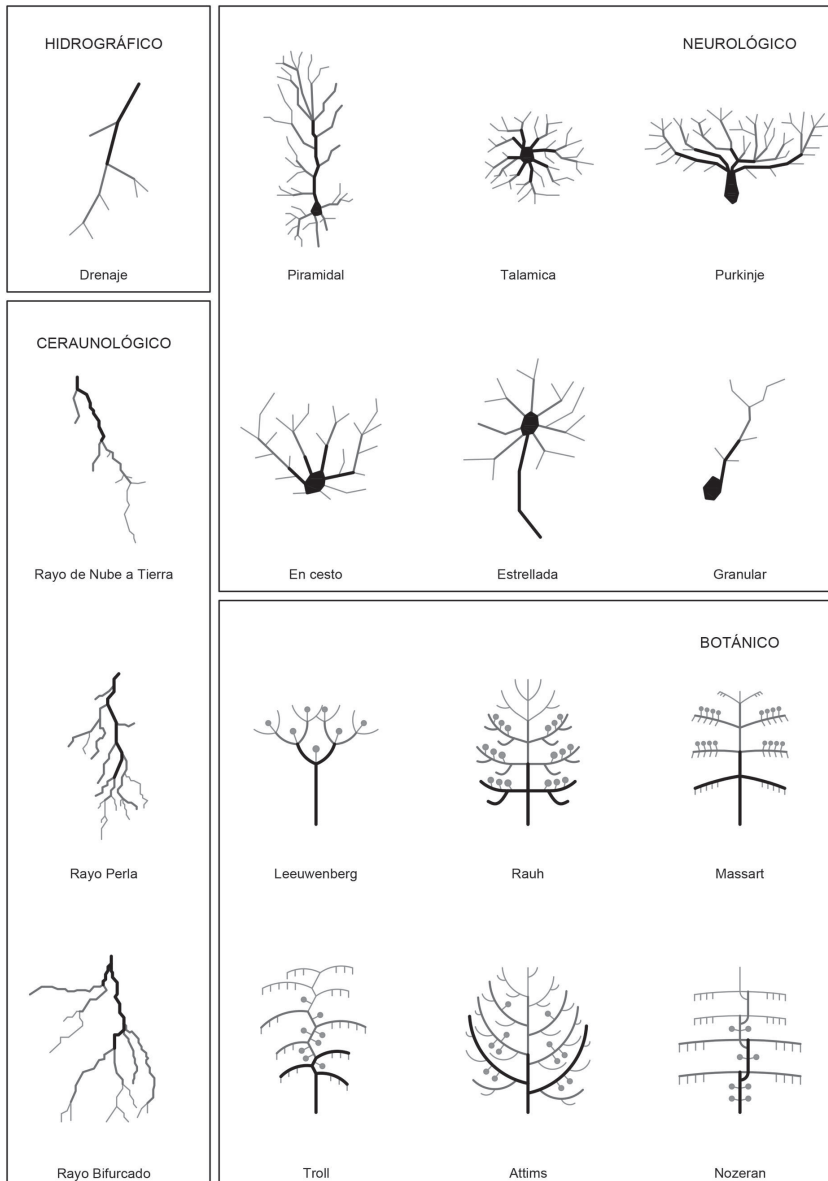 HIDROGRÁFICO
Drenaje
NEUROLÓGICO
Piramidal
Talamica
Purkinje
En cesto
Estrellada
Granular
CERAUNOLÓGICO
Rayo de Nube a Tierra
Rayo Perla
Rayo Bifurcado
BOTÁNICO
Leeuwenberg
Rauh
Massart
Troll
Attims
Nozeran